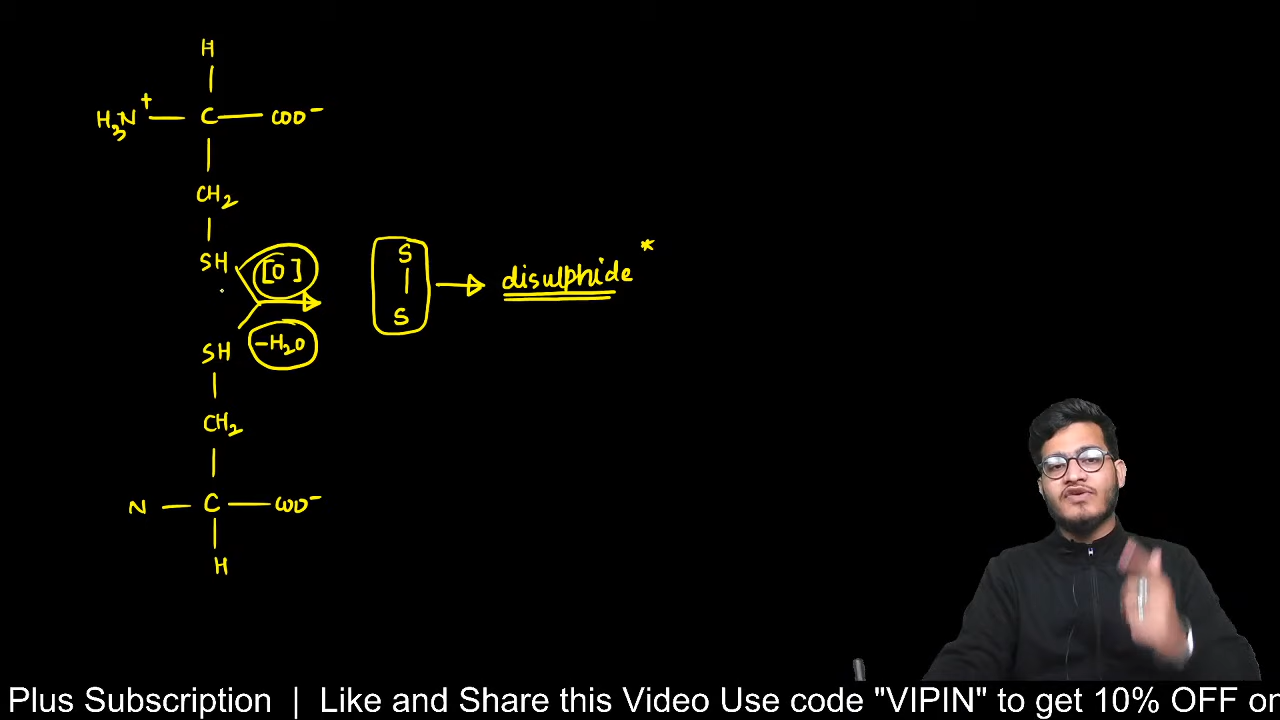 H
H₃N⁺ — C — COO⁻
CH₂
SH
[O]
S
S
disulphide *
SH
-H₂O
CH₂
N — C — COO⁻
H
Plus Subscription | Like and Share this Video Use code "VIPIN" to get 10% OFF on